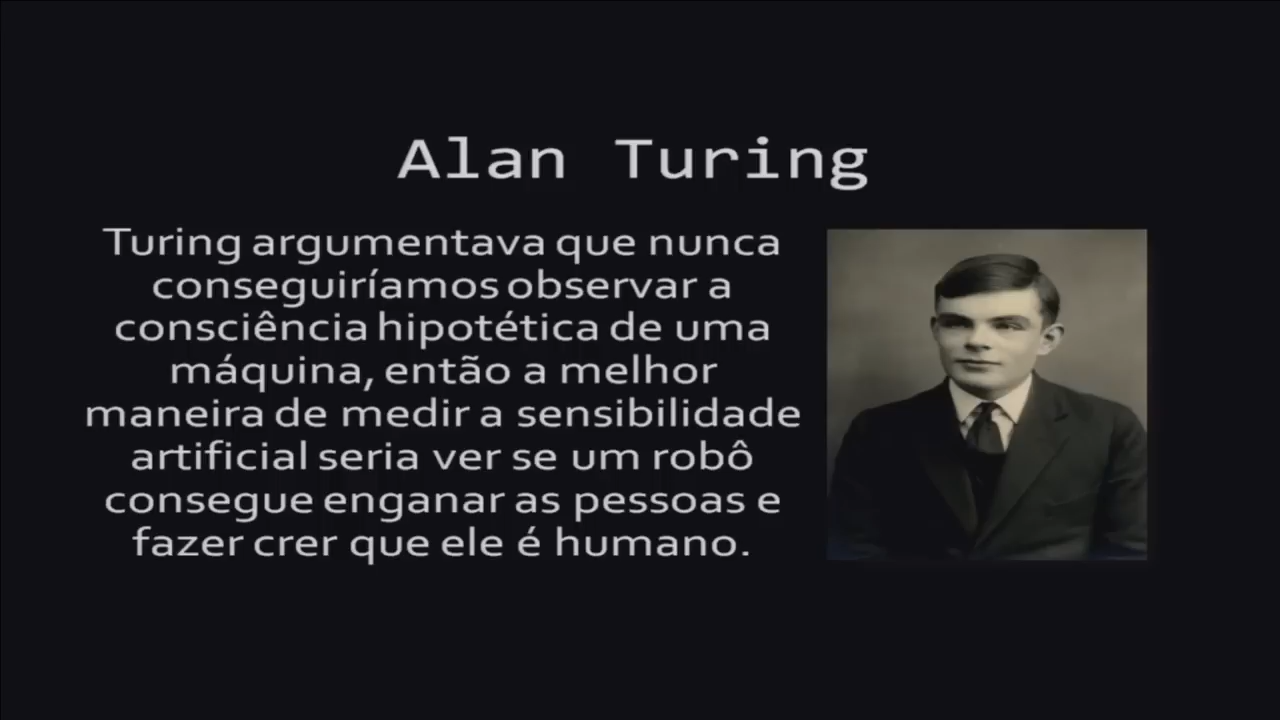 Alan Turing
Turing argumentava que nunca
conseguiríamos observar a
consciência hipotética de uma
máquina, então a melhor
maneira de medir a sensibilidade
artificial seria ver se um robô
consegue enganar as pessoas e
fazer crer que ele é humano.